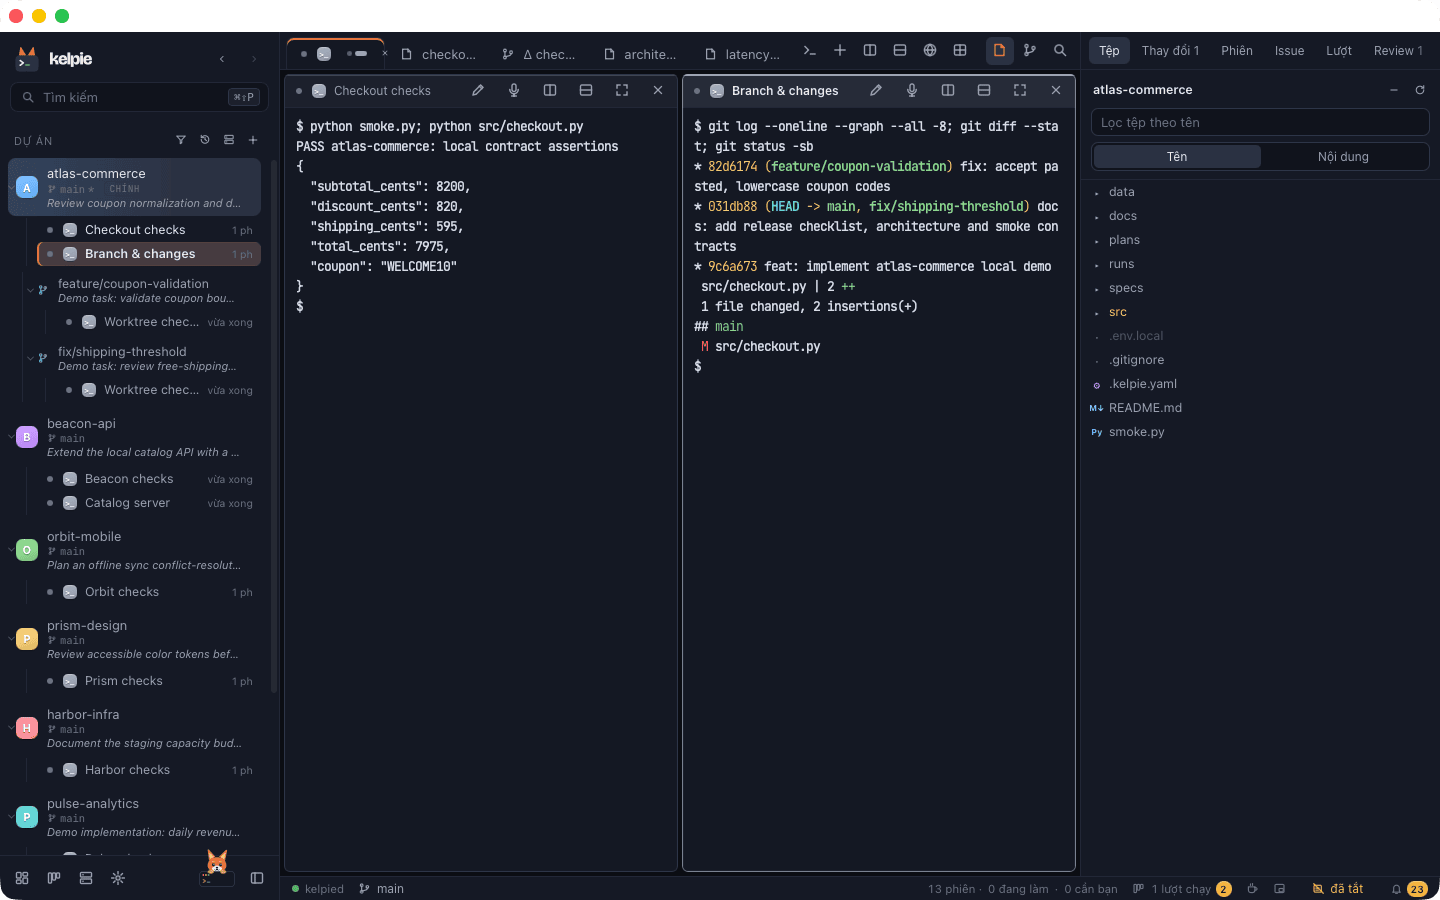 kelpie
Tìm kiếm
⌘⇧P
DỰ ÁN
A
atlas-commerce
main *
CHÍNH
Review coupon normalization and d...
Checkout checks
1 ph
Branch & changes
1 ph
feature/coupon-validation
Demo task: validate coupon bou...
Worktree chec...
vừa xong
fix/shipping-threshold
Demo task: review free-shipping...
Worktree chec...
vừa xong
B
beacon-api
main
Extend the local catalog API with a ...
Beacon checks
vừa xong
Catalog server
vừa xong
O
orbit-mobile
main
Plan an offline sync conflict-resolut...
Orbit checks
1 ph
P
prism-design
main
Review accessible color tokens bef...
Prism checks
1 ph
H
harbor-infra
main
Document the staging capacity bud...
Harbor checks
1 ph
P
pulse-analytics
main
Demo implementation: daily revenu...
checko...
Δ chec...
archite...
latency...
Checkout checks
$ python smoke.py; python src/checkout.py
PASS atlas-commerce: local contract assertions
{
"subtotal_cents": 8200,
"discount_cents": 820,
"shipping_cents": 595,
"total_cents": 7975,
"coupon": "WELCOME10"
}
$
Branch & changes
$ git log --oneline --graph --all -8; git diff --sta
t; git status -sb
* 82d6174 (feature/coupon-validation) fix: accept pa
sted, lowercase coupon codes
* 031db88 (HEAD -> main, fix/shipping-threshold) doc
s: add release checklist, architecture and smoke con
tracts
* 9c6a673 feat: implement atlas-commerce local demo
src/checkout.py | 2 ++
1 file changed, 2 insertions(+)
## main
M src/checkout.py
$
Tệp
Thay đổi 1
Phiên
Issue
Lượt
Review 1
atlas-commerce
Lọc tệp theo tên
Tên
Nội dung
data
docs
plans
runs
specs
src
.env.local
.gitignore
.kelpie.yaml
M↓ README.md
Py smoke.py
kelpied
main
13 phiên · 0 đang làm · 0 cần bạn
1 lượt chạy
2
đã tắt
23